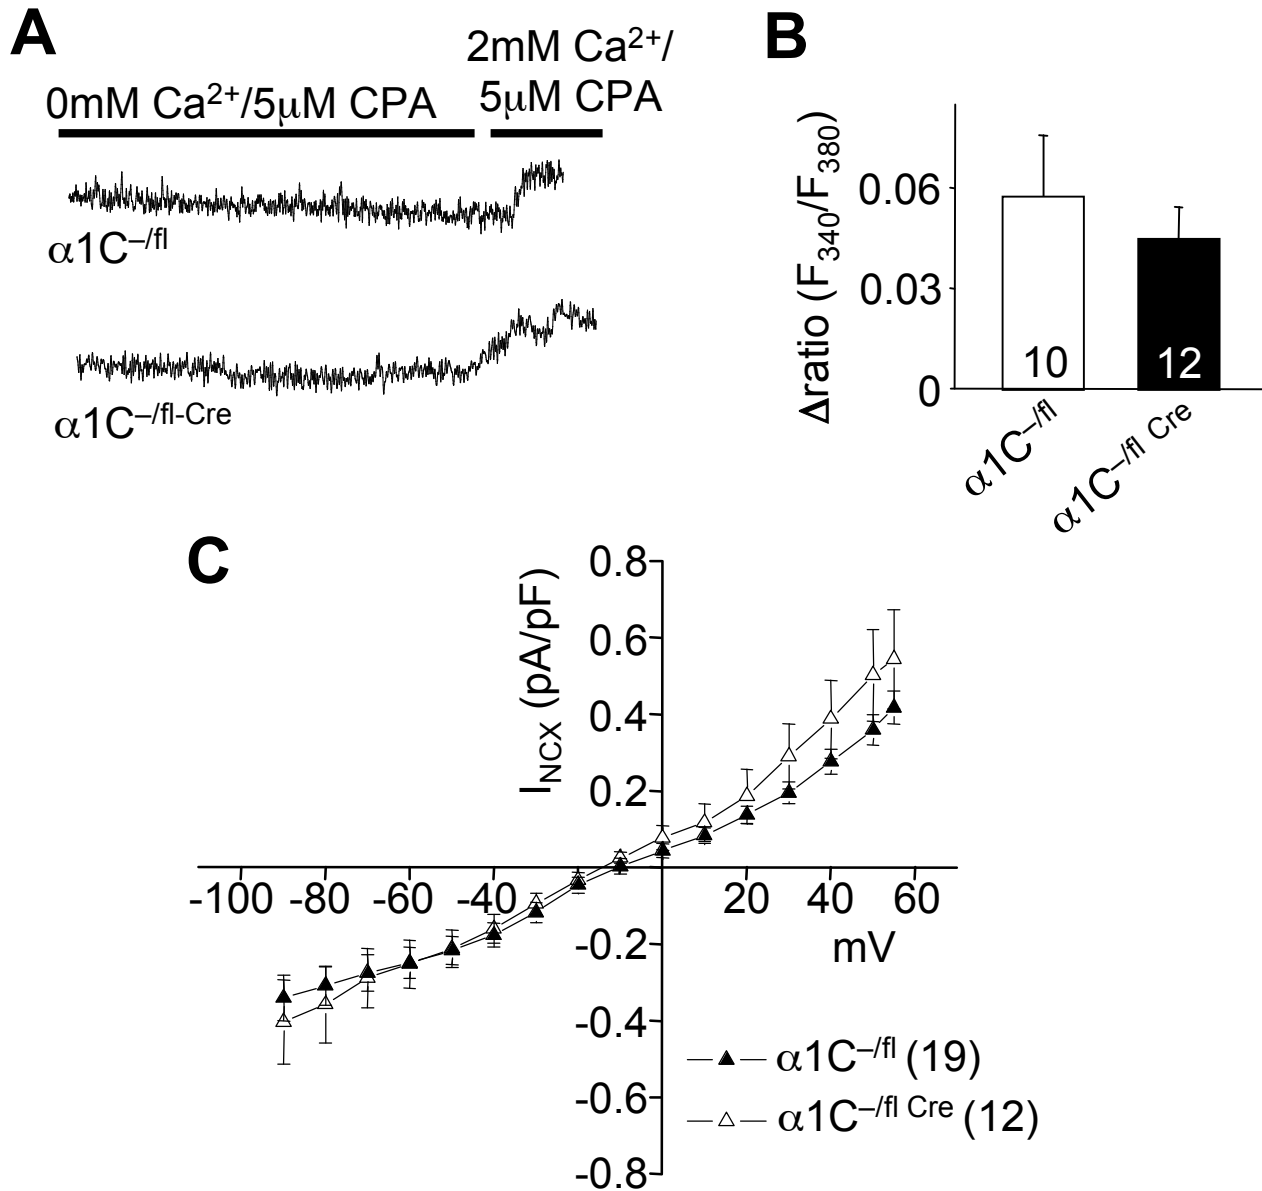 A
2mM Ca²⁺/
0mM Ca²⁺/5μM CPA
5μM CPA
α1C⁻/ᶠˡ
α1C⁻/ᶠˡ⁻ᶜʳᵉ
B
Δratio (F₃₄₀/F₃₈₀)
0.06
0.03
0
10
12
α1C⁻/ᶠˡ
α1C⁻/ᶠˡ ᶜʳᵉ
C
I_NCX (pA/pF)
0.8
0.6
0.4
0.2
-100 -80 -60 -40 20 40 60
mV
-0.2
-0.4
-0.6
-0.8
α1C⁻/ᶠˡ (19)
α1C⁻/ᶠˡ ᶜʳᵉ (12)